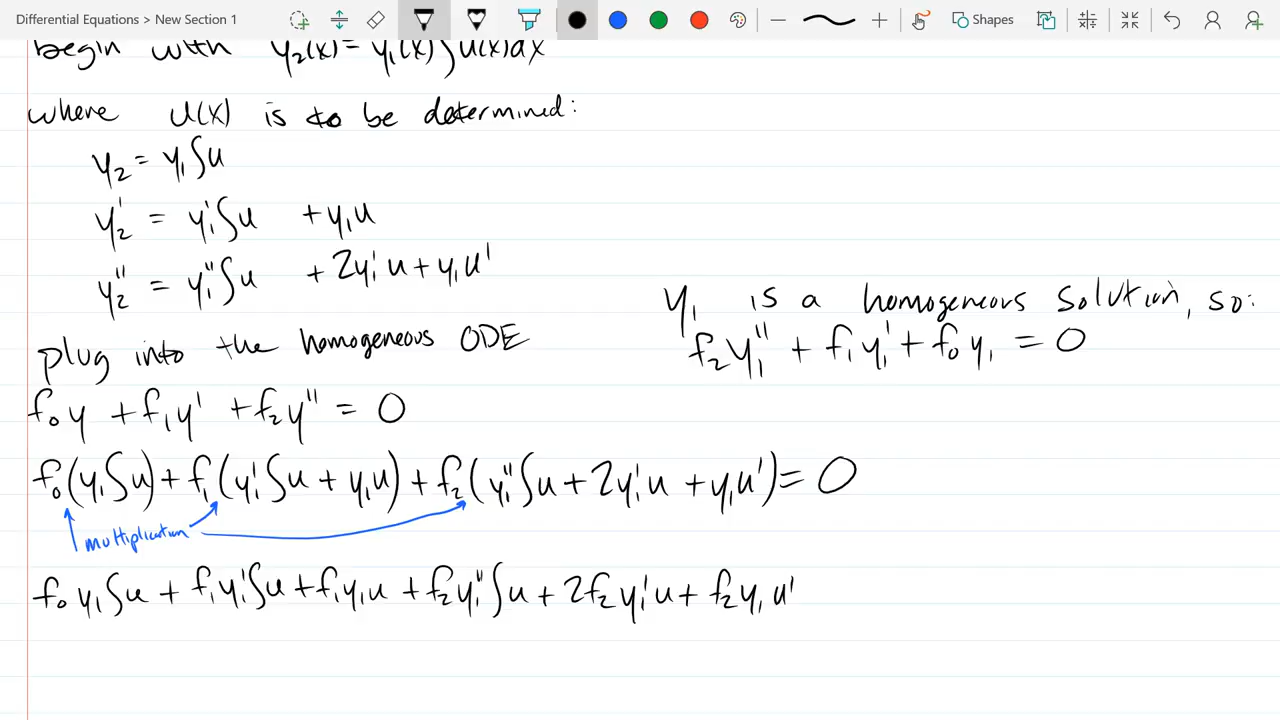 Differential Equations > New Section 1
Shapes
begin with y₂(x) = y₁(x)∫u(x)dx
where u(x) is to be determined:
y₂ = y₁∫u
y₂' = y₁'∫u + y₁u
y₂'' = y₁''∫u + 2y₁'u + y₁u'
y₁ is a homogeneous solution, so:
f₂y₁'' + f₁y₁' + f₀y₁ = 0
plug into the homogeneous ODE
f₀y + f₁y' + f₂y'' = 0
f₀(y₁∫u) + f₁(y₁'∫u + y₁u) + f₂(y₁''∫u + 2y₁'u + y₁u') = 0
multiplication
f₀y₁∫u + f₁y₁'∫u + f₁y₁u + f₂y₁''∫u + 2f₂y₁'u + f₂y₁u'